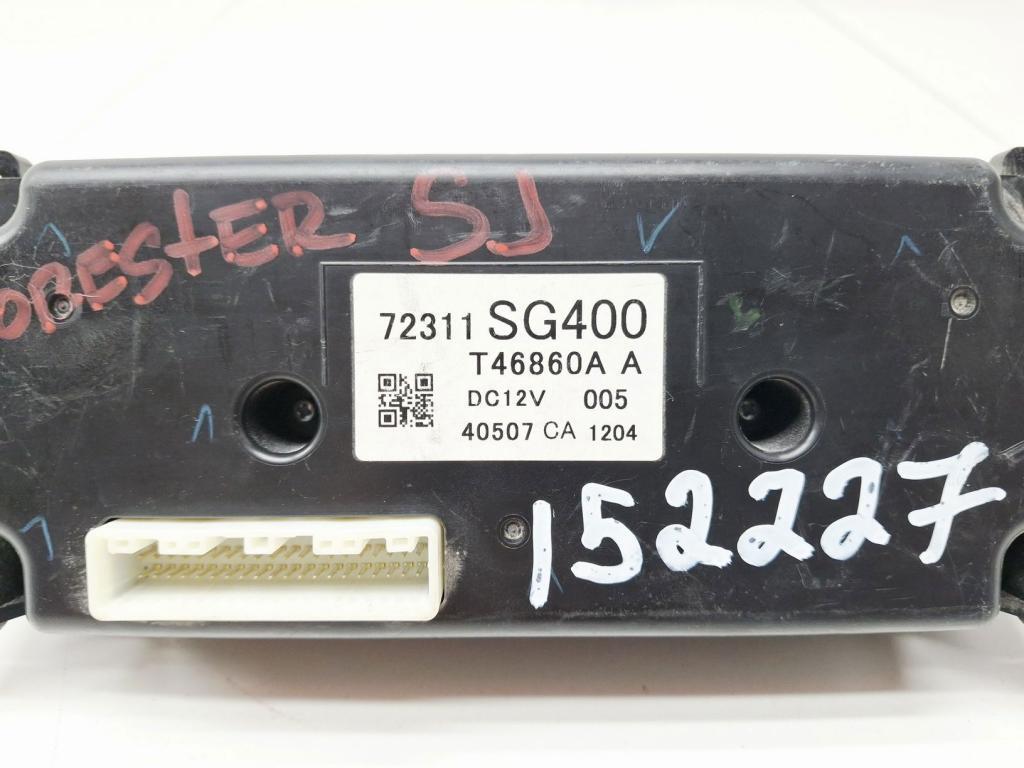 ORESTER SJ
72311 SG400
T46860A A
DC12V 005
40507 CA 1204
152227